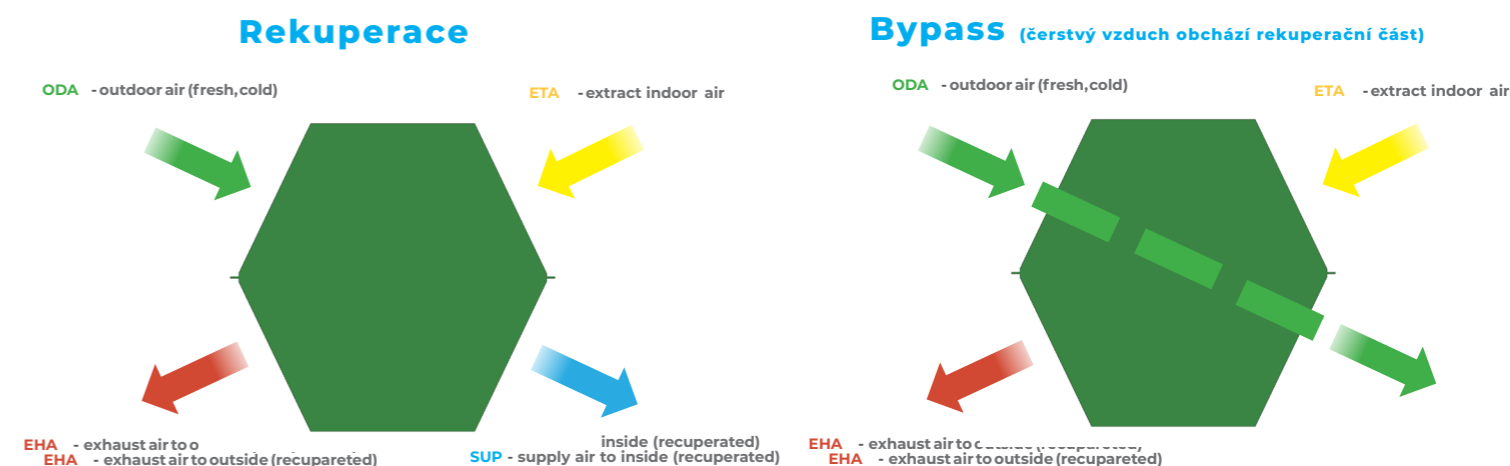 Rekuperace
Bypass (čerstvý vzduch obchází rekuperační část)
ODA - outdoor air (fresh,cold)
ETA - extract indoor air
ODA - outdoor air (fresh,cold)
ETA - extract indoor air
EHA - exhaust air to o
inside (recuperated)
EHA - exhaust air to outside (recupareted)
SUP - supply air to inside (recuperated)
EHA - exhaust air to outside (recupareted)
EHA - exhaust air to outside (recupareted)